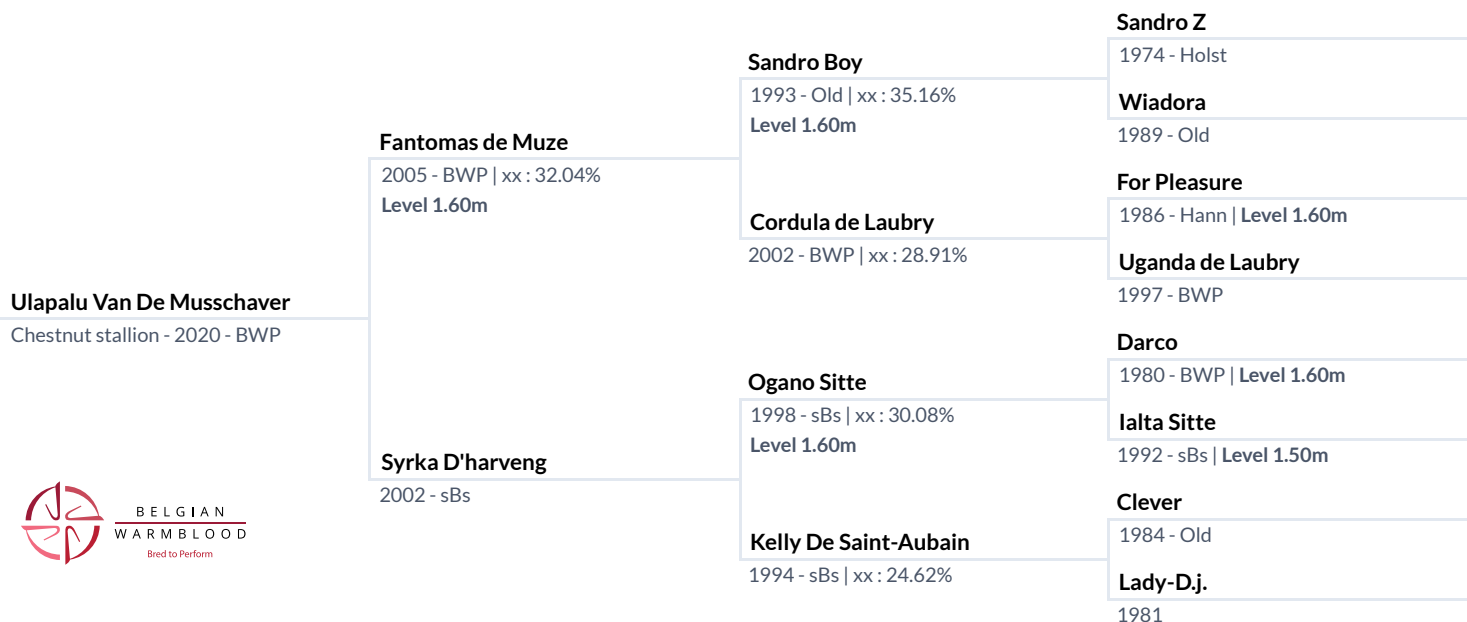 Ulapalu Van De Musschaver
Chestnut stallion - 2020 - BWP
Fantomas de Muze
2005 - BWP | xx : 32.04%
Level 1.60m
Syrka D'harveng
2002 - sBs
Sandro Boy
1993 - Old | xx : 35.16%
Level 1.60m
Cordula de Laubry
2002 - BWP | xx : 28.91%
Ogano Sitte
1998 - sBs | xx : 30.08%
Level 1.60m
Kelly De Saint-Aubain
1994 - sBs | xx : 24.62%
Sandro Z
1974 - Holst
Wiadora
1989 - Old
For Pleasure
1986 - Hann | Level 1.60m
Uganda de Laubry
1997 - BWP
Darco
1980 - BWP | Level 1.60m
Ialta Sitte
1992 - sBs | Level 1.50m
Clever
1984 - Old
Lady-D.j.
1981
BELGIAN
WARMBLOOD
Bred to Perform